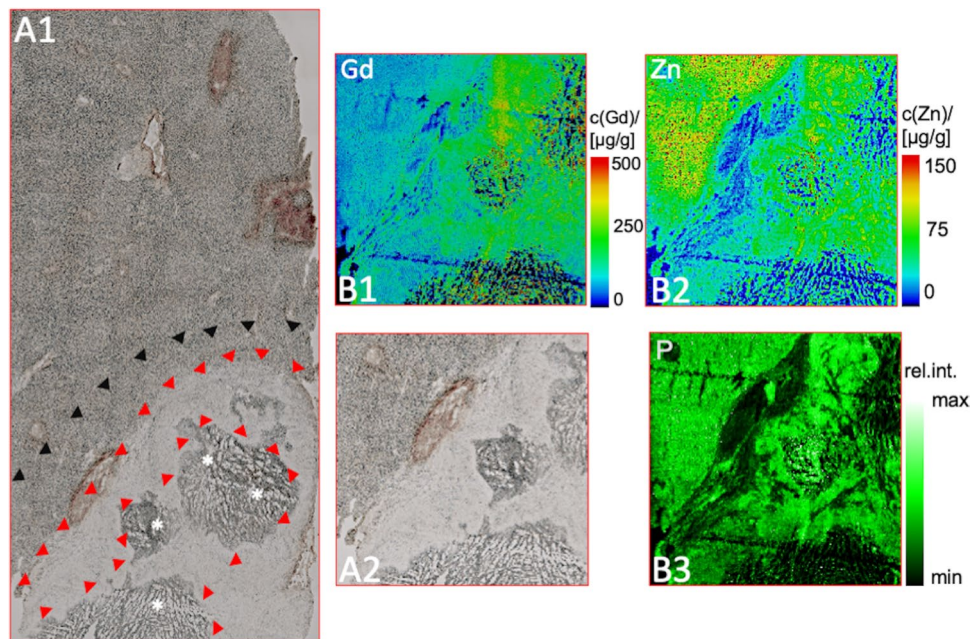 A1
Gd
c(Gd)/
[µg/g]
500
250
0
B1
Zn
c(Zn)/
[µg/g]
150
75
0
B2
A2
P
rel.int.
max
min
B3
* * * *